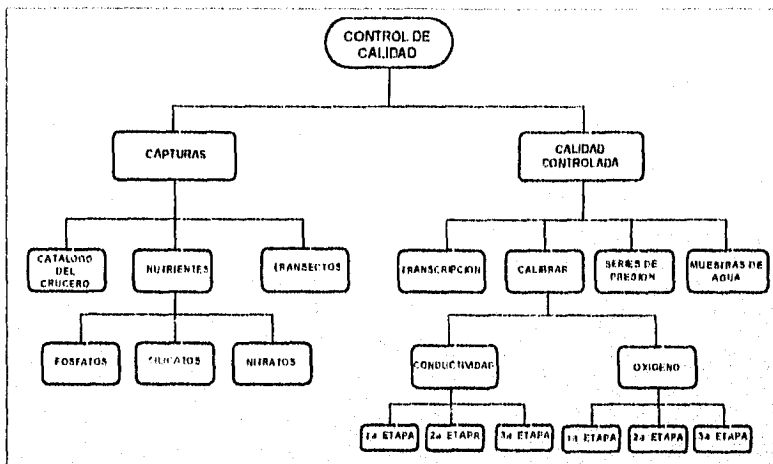 CONTROL DE
CALIDAD
CAPTURAS
CALIDAD
CONTROLADA
CATALOGO
DEL
CRUCERO
NUTRIENTES
TRANSECTOS
TRANSCRIPCION
CALIBRAR
SERIES DE
PRESION
MUESTRAS DE
AGUA
FOSFATOS
SILICATOS
NITRATOS
CONDUCTIVIDAD
OXIGENO
1a ETAPA
2a ETAPA
3a ETAPA
1a ETAPA
2a ETAPA
3a ETAPA